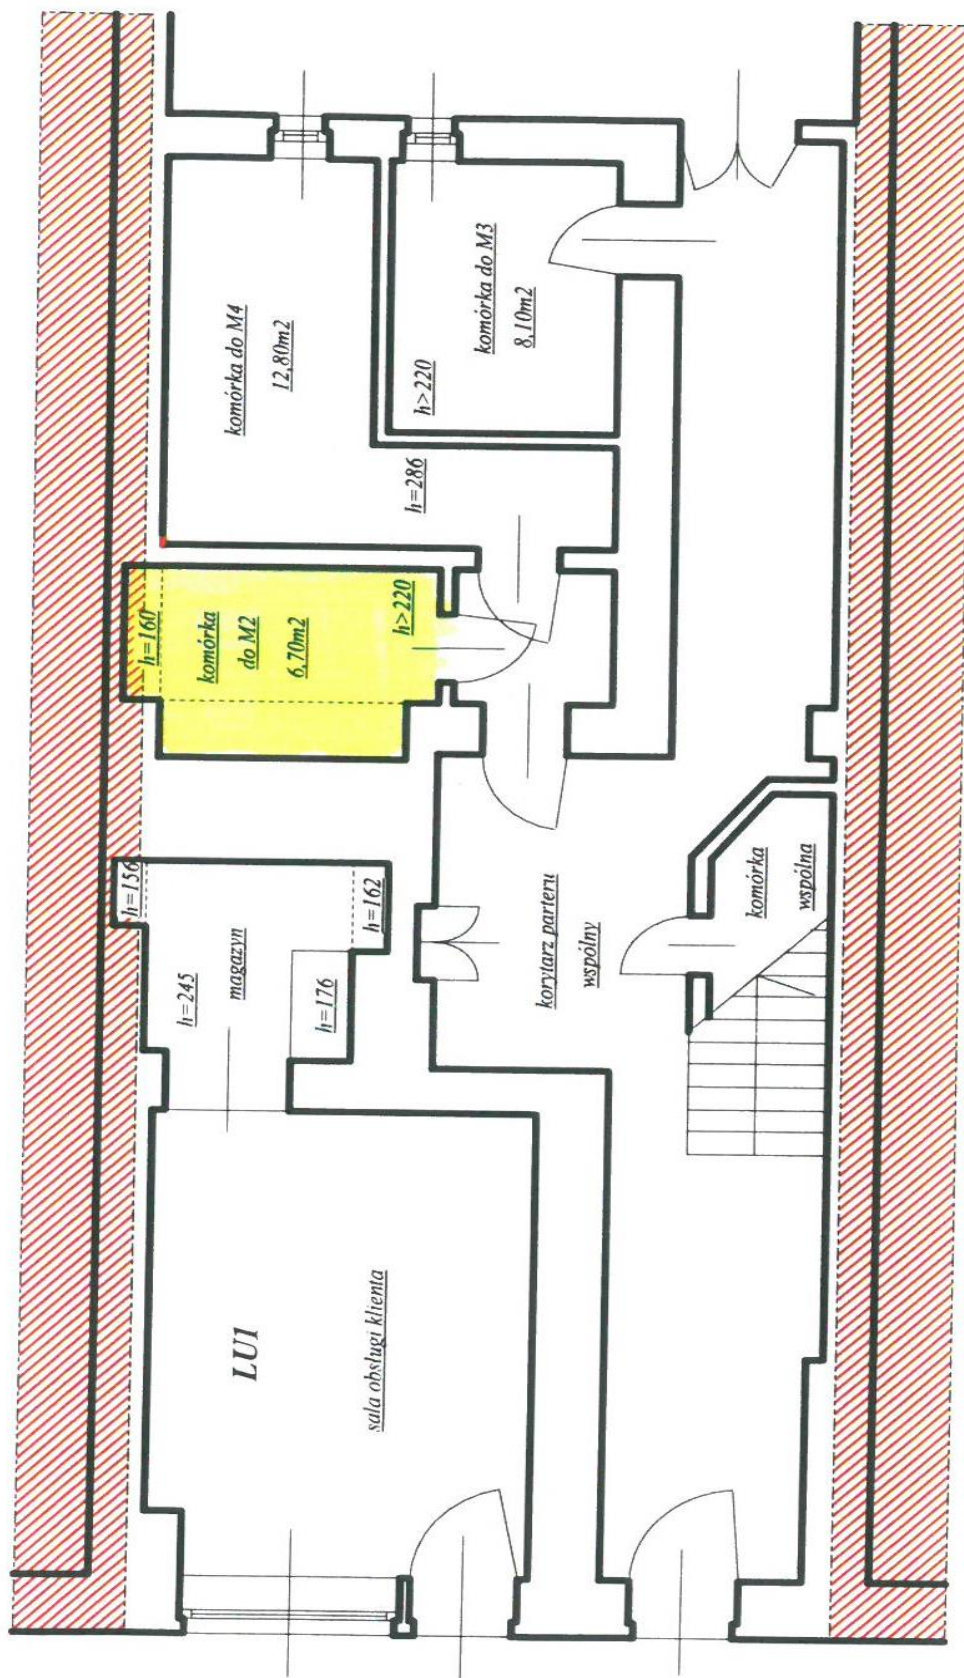 komórka do M4
12,80m2
komórka do M3
8,10m2
h>220
h=286
h=160
komórka
do M2
6,70m2
h>220
h=156
h=162
h=245
magazyn
h=176
korytarz parteru
wspólny
komórka
wspólna
LU1
sala obsługi klienta